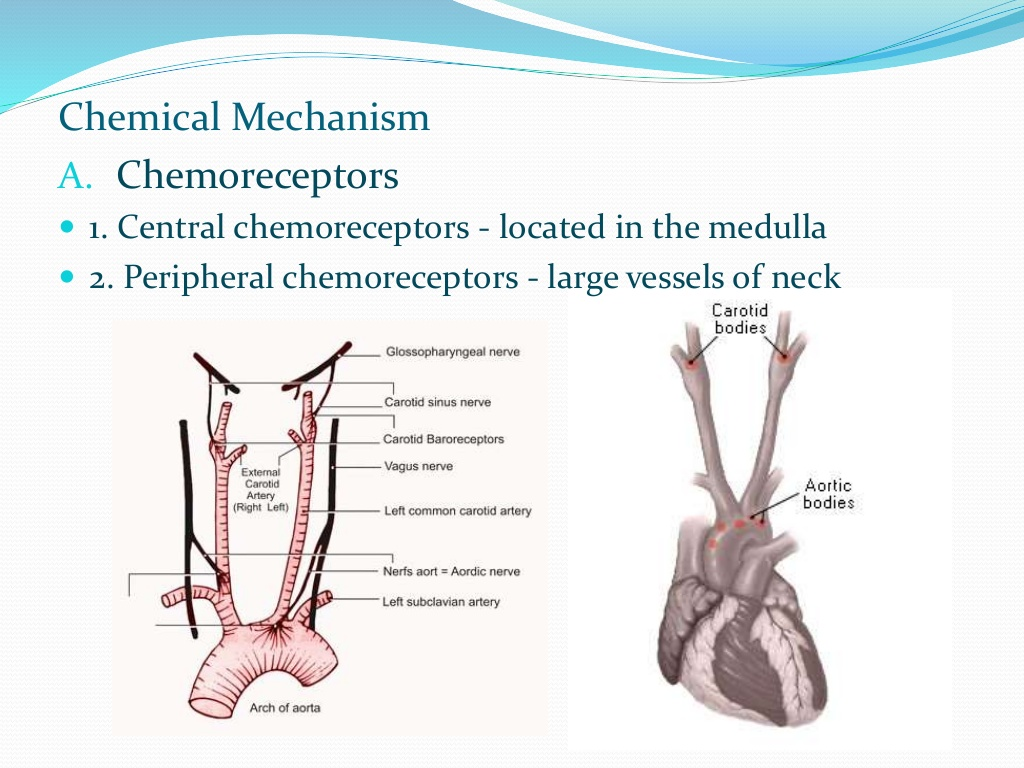 Chemical Mechanism
A. Chemoreceptors
• 1. Central chemoreceptors - located in the medulla
• 2. Peripheral chemoreceptors - large vessels of neck
Glossopharyngeal nerve
Carotid sinus nerve
Carotid Baroreceptors
Vagus nerve
External
Carotid
Artery
(Right Left)
Left common carotid artery
Nerfs aort = Aordic nerve
Left subclavian artery
Arch of aorta
Carotid
bodies
Aortic
bodies